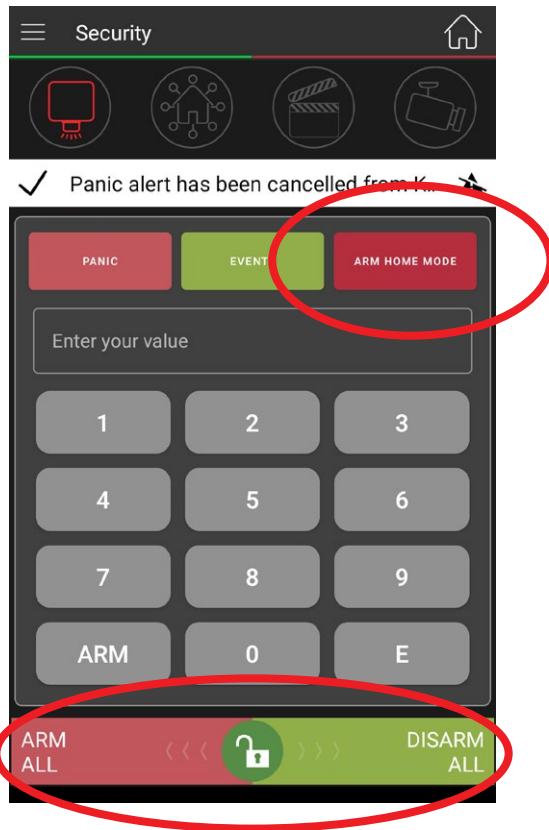 Security
Panic alert has been cancelled from K...
PANIC
EVENT
ARM HOME MODE
Enter your value
1 2 3
4 5 6
7 8 9
ARM 0 E
ARM
ALL
DISARM
ALL